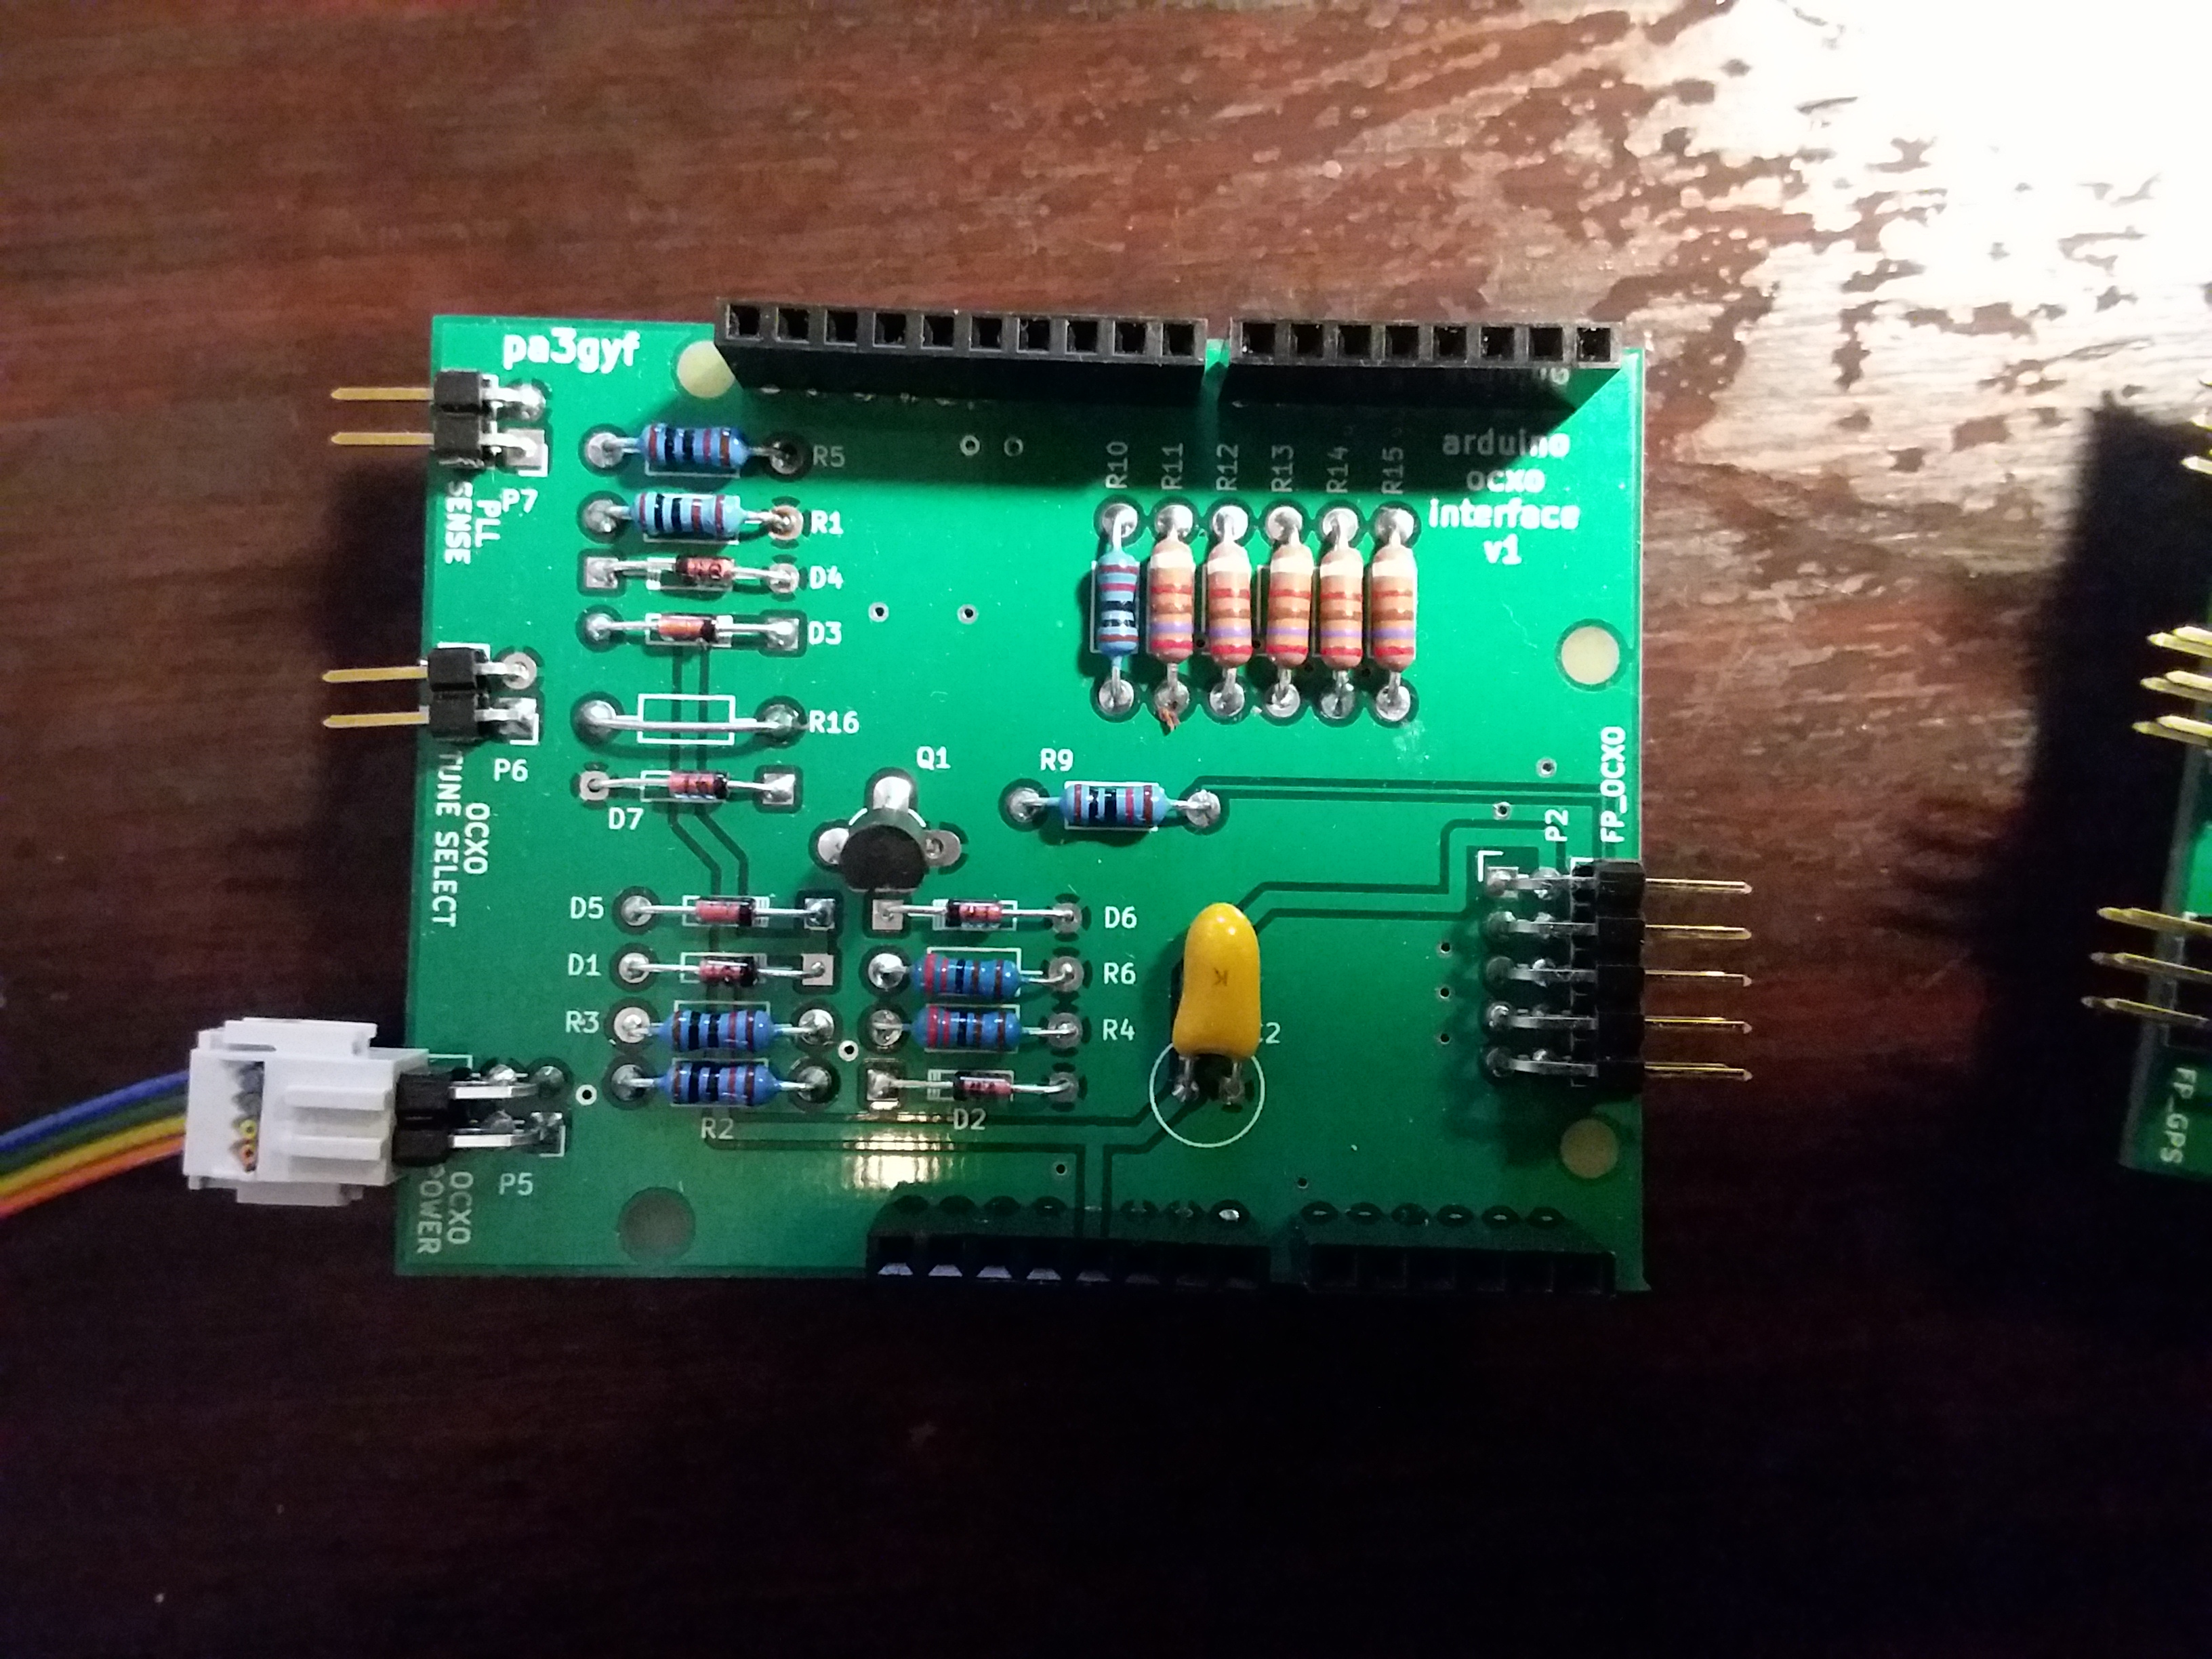 pa3gyf
R5
P7
PLL
SENSE
R1
D4
D3
R10
R11
R12
R13
R14
R15
arduino
ocxo
interface
v1
R16
P6
OCXO
TUNE SELECT
D7
Q1
R9
P2
FP_OCXO
D5
D6
D1
R6
R3
R4
K
R2
D2
P5
OCXO
POWER
FP_GPS